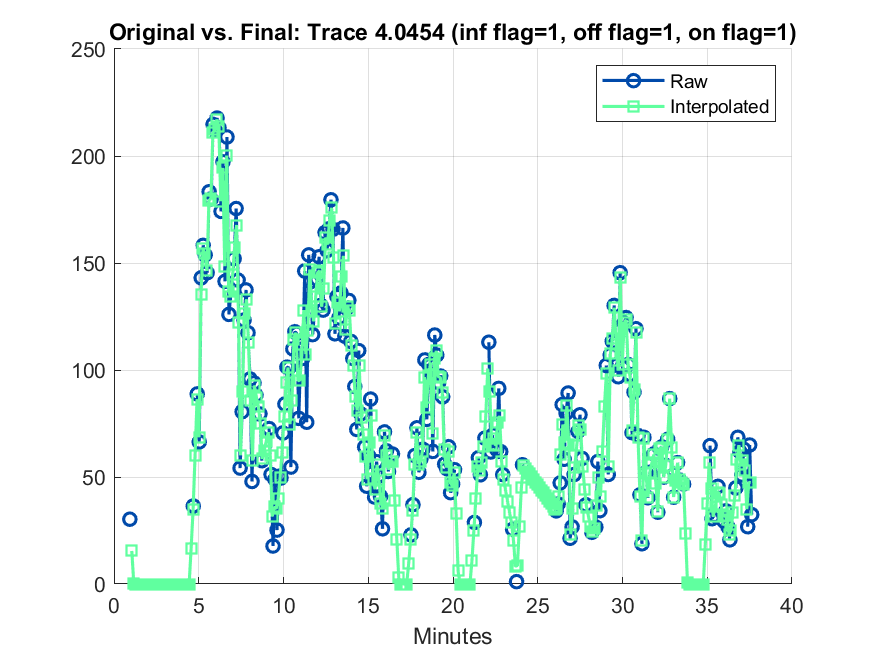 Original vs. Final: Trace 4.0454 (inf flag=1, off flag=1, on flag=1)
250
200
150
100
50
0
Raw
Interpolated
0 5 10 15 20 25 30 35 40
Minutes